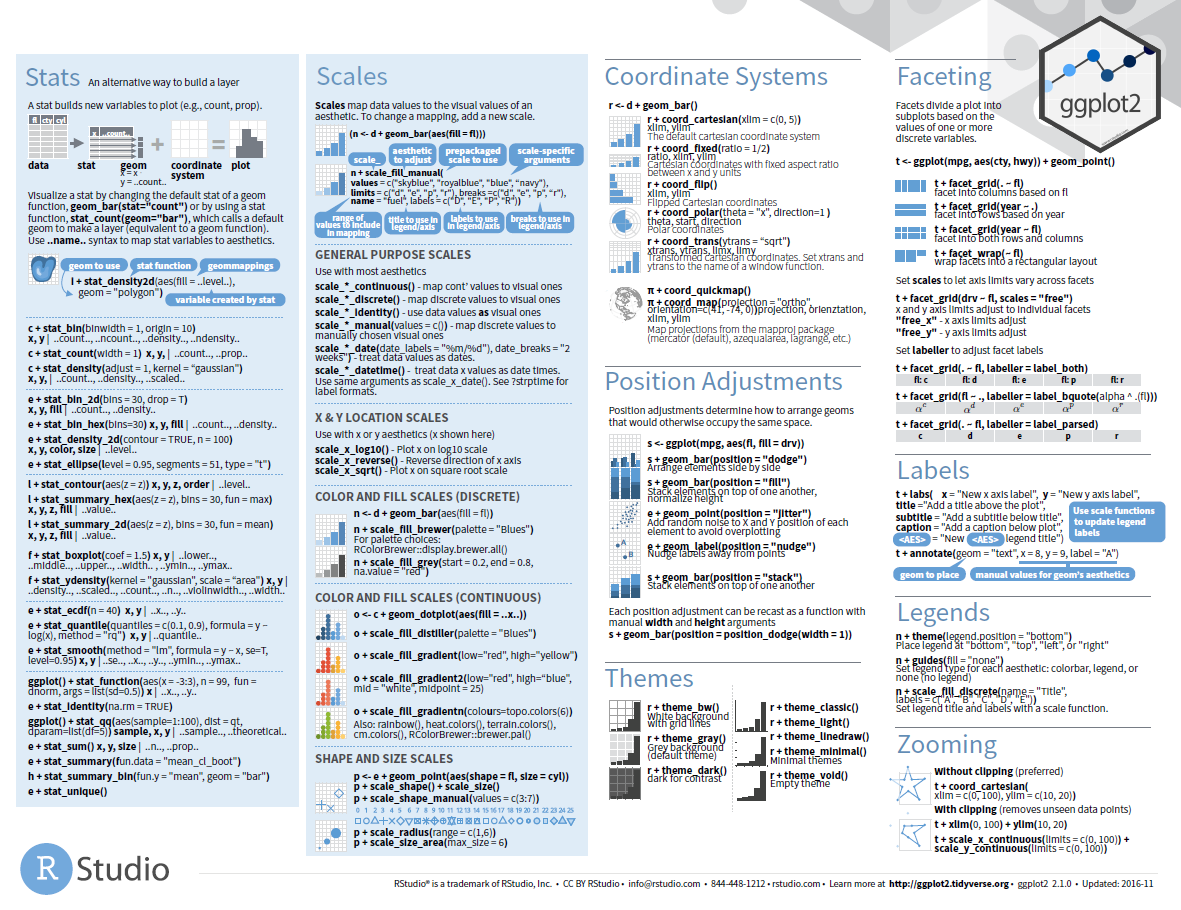 Stats An alternative way to build a layer
A stat builds new variables to plot (e.g., count, prop).
fl cty cyl
x ..count..
data stat geom coordinate plot
x = x system
y = ..count..
Visualize a stat by changing the default stat of a geom
function, geom_bar(stat="count") or by using a stat
function, stat_count(geom="bar"), which calls a default
geom to make a layer (equivalent to a geom function).
Use ..name.. syntax to map stat variables to aesthetics.
geom to use stat function geommappings
l + stat_density2d(aes(fill = ..level..),
geom = "polygon")
variable created by stat
c + stat_bin(binwidth = 1, origin = 10)
x, y | ..count.., ..ncount.., ..density.., ..ndensity..
c + stat_count(width = 1) x, y, | ..count.., ..prop..
c + stat_density(adjust = 1, kernel = “gaussian”)
x, y, | ..count.., ..density.., ..scaled..
e + stat_bin_2d(bins = 30, drop = T)
x, y, fill | ..count.., ..density..
e + stat_bin_hex(bins=30) x, y, fill | ..count.., ..density..
e + stat_density_2d(contour = TRUE, n = 100)
x, y, color, size | ..level..
e + stat_ellipse(level = 0.95, segments = 51, type = "t")
l + stat_contour(aes(z = z)) x, y, z, order | ..level..
l + stat_summary_hex(aes(z = z), bins = 30, fun = max)
x, y, z, fill | ..value..
l + stat_summary_2d(aes(z = z), bins = 30, fun = mean)
x, y, z, fill | ..value..
f + stat_boxplot(coef = 1.5) x, y | ..lower..,
..middle.., ..upper.., ..width.. , ..ymin.., ..ymax..
f + stat_ydensity(kernel = "gaussian", scale = “area”) x, y |
..density.., ..scaled.., ..count.., ..n.., ..violinwidth.., ..width..
e + stat_ecdf(n = 40) x, y | ..x.., ..y..
e + stat_quantile(quantiles = c(0.1, 0.9), formula = y ~
log(x), method = "rq") x, y | ..quantile..
e + stat_smooth(method = "lm", formula = y ~ x, se=T,
level=0.95) x, y | ..se.., ..x.., ..y.., ..ymin.., ..ymax..
ggplot() + stat_function(aes(x = -3:3), n = 99, fun =
dnorm, args = list(sd=0.5)) x | ..x.., ..y..
e + stat_identity(na.rm = TRUE)
ggplot() + stat_qq(aes(sample=1:100), dist = qt,
dparam=list(df=5)) sample, x, y | ..sample.., ..theoretical..
e + stat_sum() x, y, size | ..n.., ..prop..
e + stat_summary(fun.data = "mean_cl_boot")
h + stat_summary_bin(fun.y = "mean", geom = "bar")
e + stat_unique()
Scales
Scales map data values to the visual values of an
aesthetic. To change a mapping, add a new scale.
(n <- d + geom_bar(aes(fill = fl)))
scale_ aesthetic to adjust prepackaged scale to use scale-specific arguments
n + scale_fill_manual(
values = c("skyblue", "royalblue", "blue", "navy"),
limits = c("d", "e", "p", "r"), breaks =c("d", "e", "p", “r"),
name = "fuel", labels = c("D", "E", "P", "R"))
range of values to include in mapping title to use in legend/axis labels to use in legend/axis breaks to use in legend/axis
GENERAL PURPOSE SCALES
Use with most aesthetics
scale_*_continuous() - map cont’ values to visual ones
scale_*_discrete() - map discrete values to visual ones
scale_*_identity() - use data values as visual ones
scale_*_manual(values = c()) - map discrete values to
manually chosen visual ones
scale_*_date(date_labels = "%m/%d"), date_breaks = "2
weeks") - treat data values as dates.
scale_*_datetime() - treat data x values as date times.
Use same arguments as scale_x_date(). See ?strptime for
label formats.
X & Y LOCATION SCALES
Use with x or y aesthetics (x shown here)
scale_x_log10() - Plot x on log10 scale
scale_x_reverse() - Reverse direction of x axis
scale_x_sqrt() - Plot x on square root scale
COLOR AND FILL SCALES (DISCRETE)
n <- d + geom_bar(aes(fill = fl))
n + scale_fill_brewer(palette = "Blues")
For palette choices:
RColorBrewer::display.brewer.all()
n + scale_fill_grey(start = 0.2, end = 0.8,
na.value = "red")
COLOR AND FILL SCALES (CONTINUOUS)
o <- c + geom_dotplot(aes(fill = ..x..))
o + scale_fill_distiller(palette = "Blues")
o + scale_fill_gradient(low="red", high="yellow")
o + scale_fill_gradient2(low="red", high=“blue",
mid = "white", midpoint = 25)
o + scale_fill_gradientn(colours=topo.colors(6))
Also: rainbow(), heat.colors(), terrain.colors(),
cm.colors(), RColorBrewer::brewer.pal()
SHAPE AND SIZE SCALES
p <- e + geom_point(aes(shape = fl, size = cyl))
p + scale_shape() + scale_size()
p + scale_shape_manual(values = c(3:7))
0 1 2 3 4 5 6 7 8 9 10 11 12 13 14 15 16 17 18 19 20 21 22 23 24 25
p + scale_radius(range = c(1,6))
p + scale_size_area(max_size = 6)
Coordinate Systems
r <- d + geom_bar()
r + coord_cartesian(xlim = c(0, 5))
xlim, ylim
The default cartesian coordinate system
r + coord_fixed(ratio = 1/2)
ratio, xlim, ylim
Cartesian coordinates with fixed aspect ratio
between x and y units
r + coord_flip()
xlim, ylim
Flipped Cartesian coordinates
r + coord_polar(theta = "x", direction=1 )
theta, start, direction
Polar coordinates
r + coord_trans(ytrans = “sqrt")
xtrans, ytrans, limx, limy
Transformed cartesian coordinates. Set xtrans and
ytrans to the name of a window function.
π + coord_quickmap()
π + coord_map(projection = "ortho",
orientation=c(41, -74, 0))projection, orienztation,
xlim, ylim
Map projections from the mapproj package
(mercator (default), azequalarea, lagrange, etc.)
Position Adjustments
Position adjustments determine how to arrange geoms
that would otherwise occupy the same space.
s <- ggplot(mpg, aes(fl, fill = drv))
s + geom_bar(position = "dodge")
Arrange elements side by side
s + geom_bar(position = "fill")
Stack elements on top of one another,
normalize height
e + geom_point(position = "jitter")
Add random noise to X and Y position of each
element to avoid overplotting
A
B
e + geom_label(position = "nudge")
Nudge labels away from points
s + geom_bar(position = "stack")
Stack elements on top of one another
Each position adjustment can be recast as a function with
manual width and height arguments
s + geom_bar(position = position_dodge(width = 1))
Themes
r + theme_bw()
White background
with grid lines
r + theme_gray()
Grey background
(default theme)
r + theme_dark()
dark for contrast
r + theme_classic()
r + theme_light()
r + theme_linedraw()
r + theme_minimal()
Minimal themes
r + theme_void()
Empty theme
ggplot2
Faceting
Facets divide a plot into
subplots based on the
values of one or more
discrete variables.
t <- ggplot(mpg, aes(cty, hwy)) + geom_point()
t + facet_grid(. ~ fl)
facet into columns based on fl
t + facet_grid(year ~ .)
facet into rows based on year
t + facet_grid(year ~ fl)
facet into both rows and columns
t + facet_wrap(~ fl)
wrap facets into a rectangular layout
Set scales to let axis limits vary across facets
t + facet_grid(drv ~ fl, scales = "free")
x and y axis limits adjust to individual facets
"free_x" - x axis limits adjust
"free_y" - y axis limits adjust
Set labeller to adjust facet labels
t + facet_grid(. ~ fl, labeller = label_both)
fl: c fl: d fl: e fl: p fl: r
t + facet_grid(fl ~ ., labeller = label_bquote(alpha ^ .(fl)))
α^c α^d α^e α^p α^r
t + facet_grid(. ~ fl, labeller = label_parsed)
c d e p r
Labels
t + labs( x = "New x axis label", y = "New y axis label",
title ="Add a title above the plot",
subtitle = "Add a subtitle below title",
caption = "Add a caption below plot",
<AES> = "New <AES> legend title")
Use scale functions
to update legend
labels
t + annotate(geom = "text", x = 8, y = 9, label = "A")
geom to place manual values for geom's aesthetics
Legends
n + theme(legend.position = "bottom")
Place legend at "bottom", "top", "left", or "right"
n + guides(fill = "none")
Set legend type for each aesthetic: colorbar, legend, or
none (no legend)
n + scale_fill_discrete(name = "Title",
labels = c("A", "B", "C", "D", "E"))
Set legend title and labels with a scale function.
Zooming
Without clipping (preferred)
t + coord_cartesian(
xlim = c(0, 100), ylim = c(10, 20))
With clipping (removes unseen data points)
t + xlim(0, 100) + ylim(10, 20)
t + scale_x_continuous(limits = c(0, 100)) +
scale_y_continuous(limits = c(0, 100))
R Studio
RStudio® is a trademark of RStudio, Inc. • CC BY RStudio • info@rstudio.com • 844-448-1212 • rstudio.com • Learn more at http://ggplot2.tidyverse.org • ggplot2 2.1.0 • Updated: 2016-11